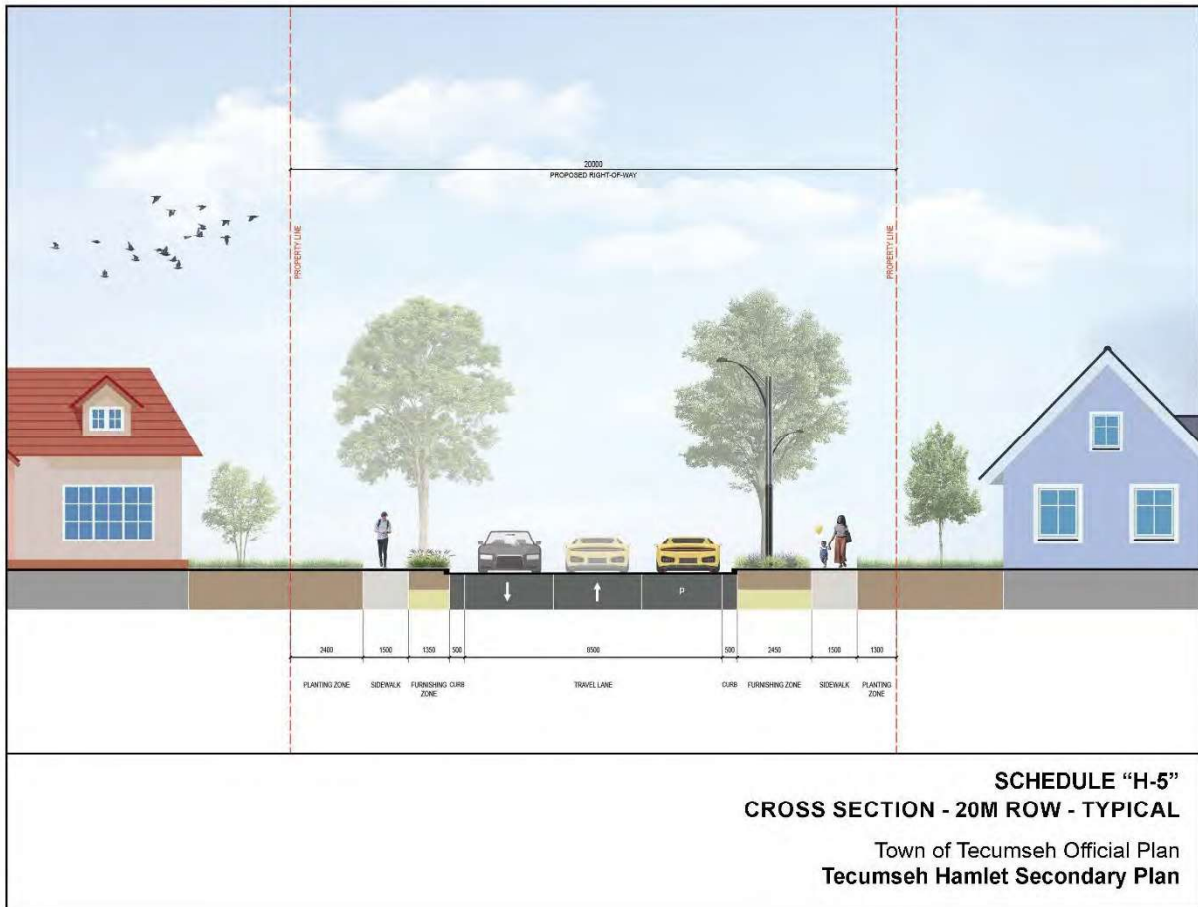 20000
PROPOSED RIGHT-OF-WAY
PROPERTY LINE
PROPERTY LINE
P
2400 1500 1350 500 8500 500 2450 1500 1300
PLANTING ZONE SIDEWALK FURNISHING ZONE CURB TRAVEL LANE CURB FURNISHING ZONE SIDEWALK PLANTING ZONE
SCHEDULE “H-5”
CROSS SECTION - 20M ROW - TYPICAL
Town of Tecumseh Official Plan
Tecumseh Hamlet Secondary Plan